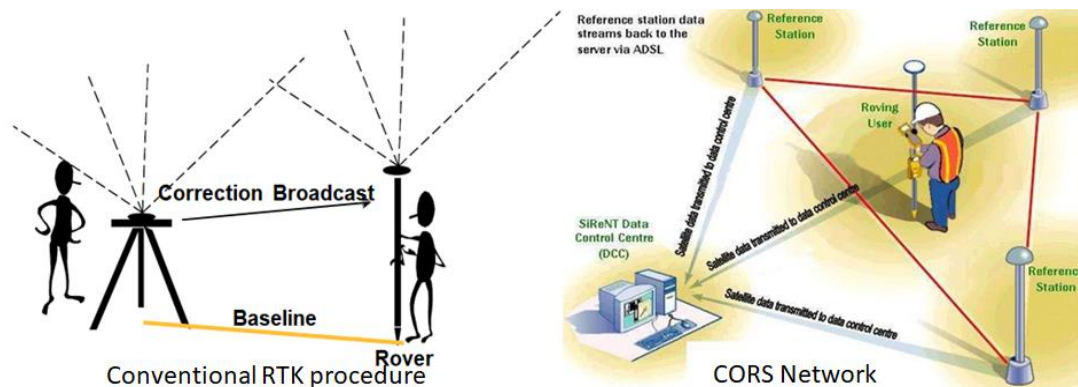 Correction Broadcast
Baseline
Rover
Conventional RTK procedure
Reference station data
streams back to the
server via ADSL
Reference
Station
Reference
Station
Roving
User
Satellite data transmitted to data control centre
Satellite data transmitted to data control centre
SiReNT Data
Control Centre
(DCC)
Satellite data transmitted to data control centre
Reference
Station
CORS Network